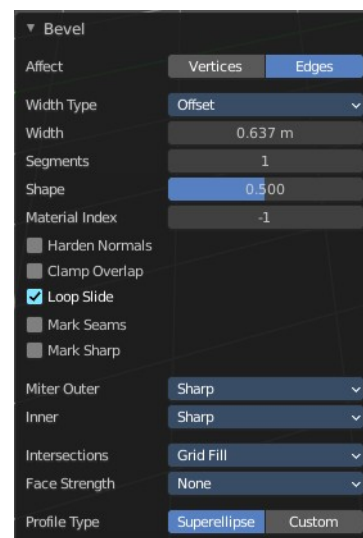 Bevel
Affect Vertices Edges
Width Type Offset
Width 0.637 m
Segments 1
Shape 0.500
Material Index -1
Harden Normals
Clamp Overlap
Loop Slide
Mark Seams
Mark Sharp
Miter Outer Sharp
Inner Sharp
Intersections Grid Fill
Face Strength None
Profile Type Superellipse Custom